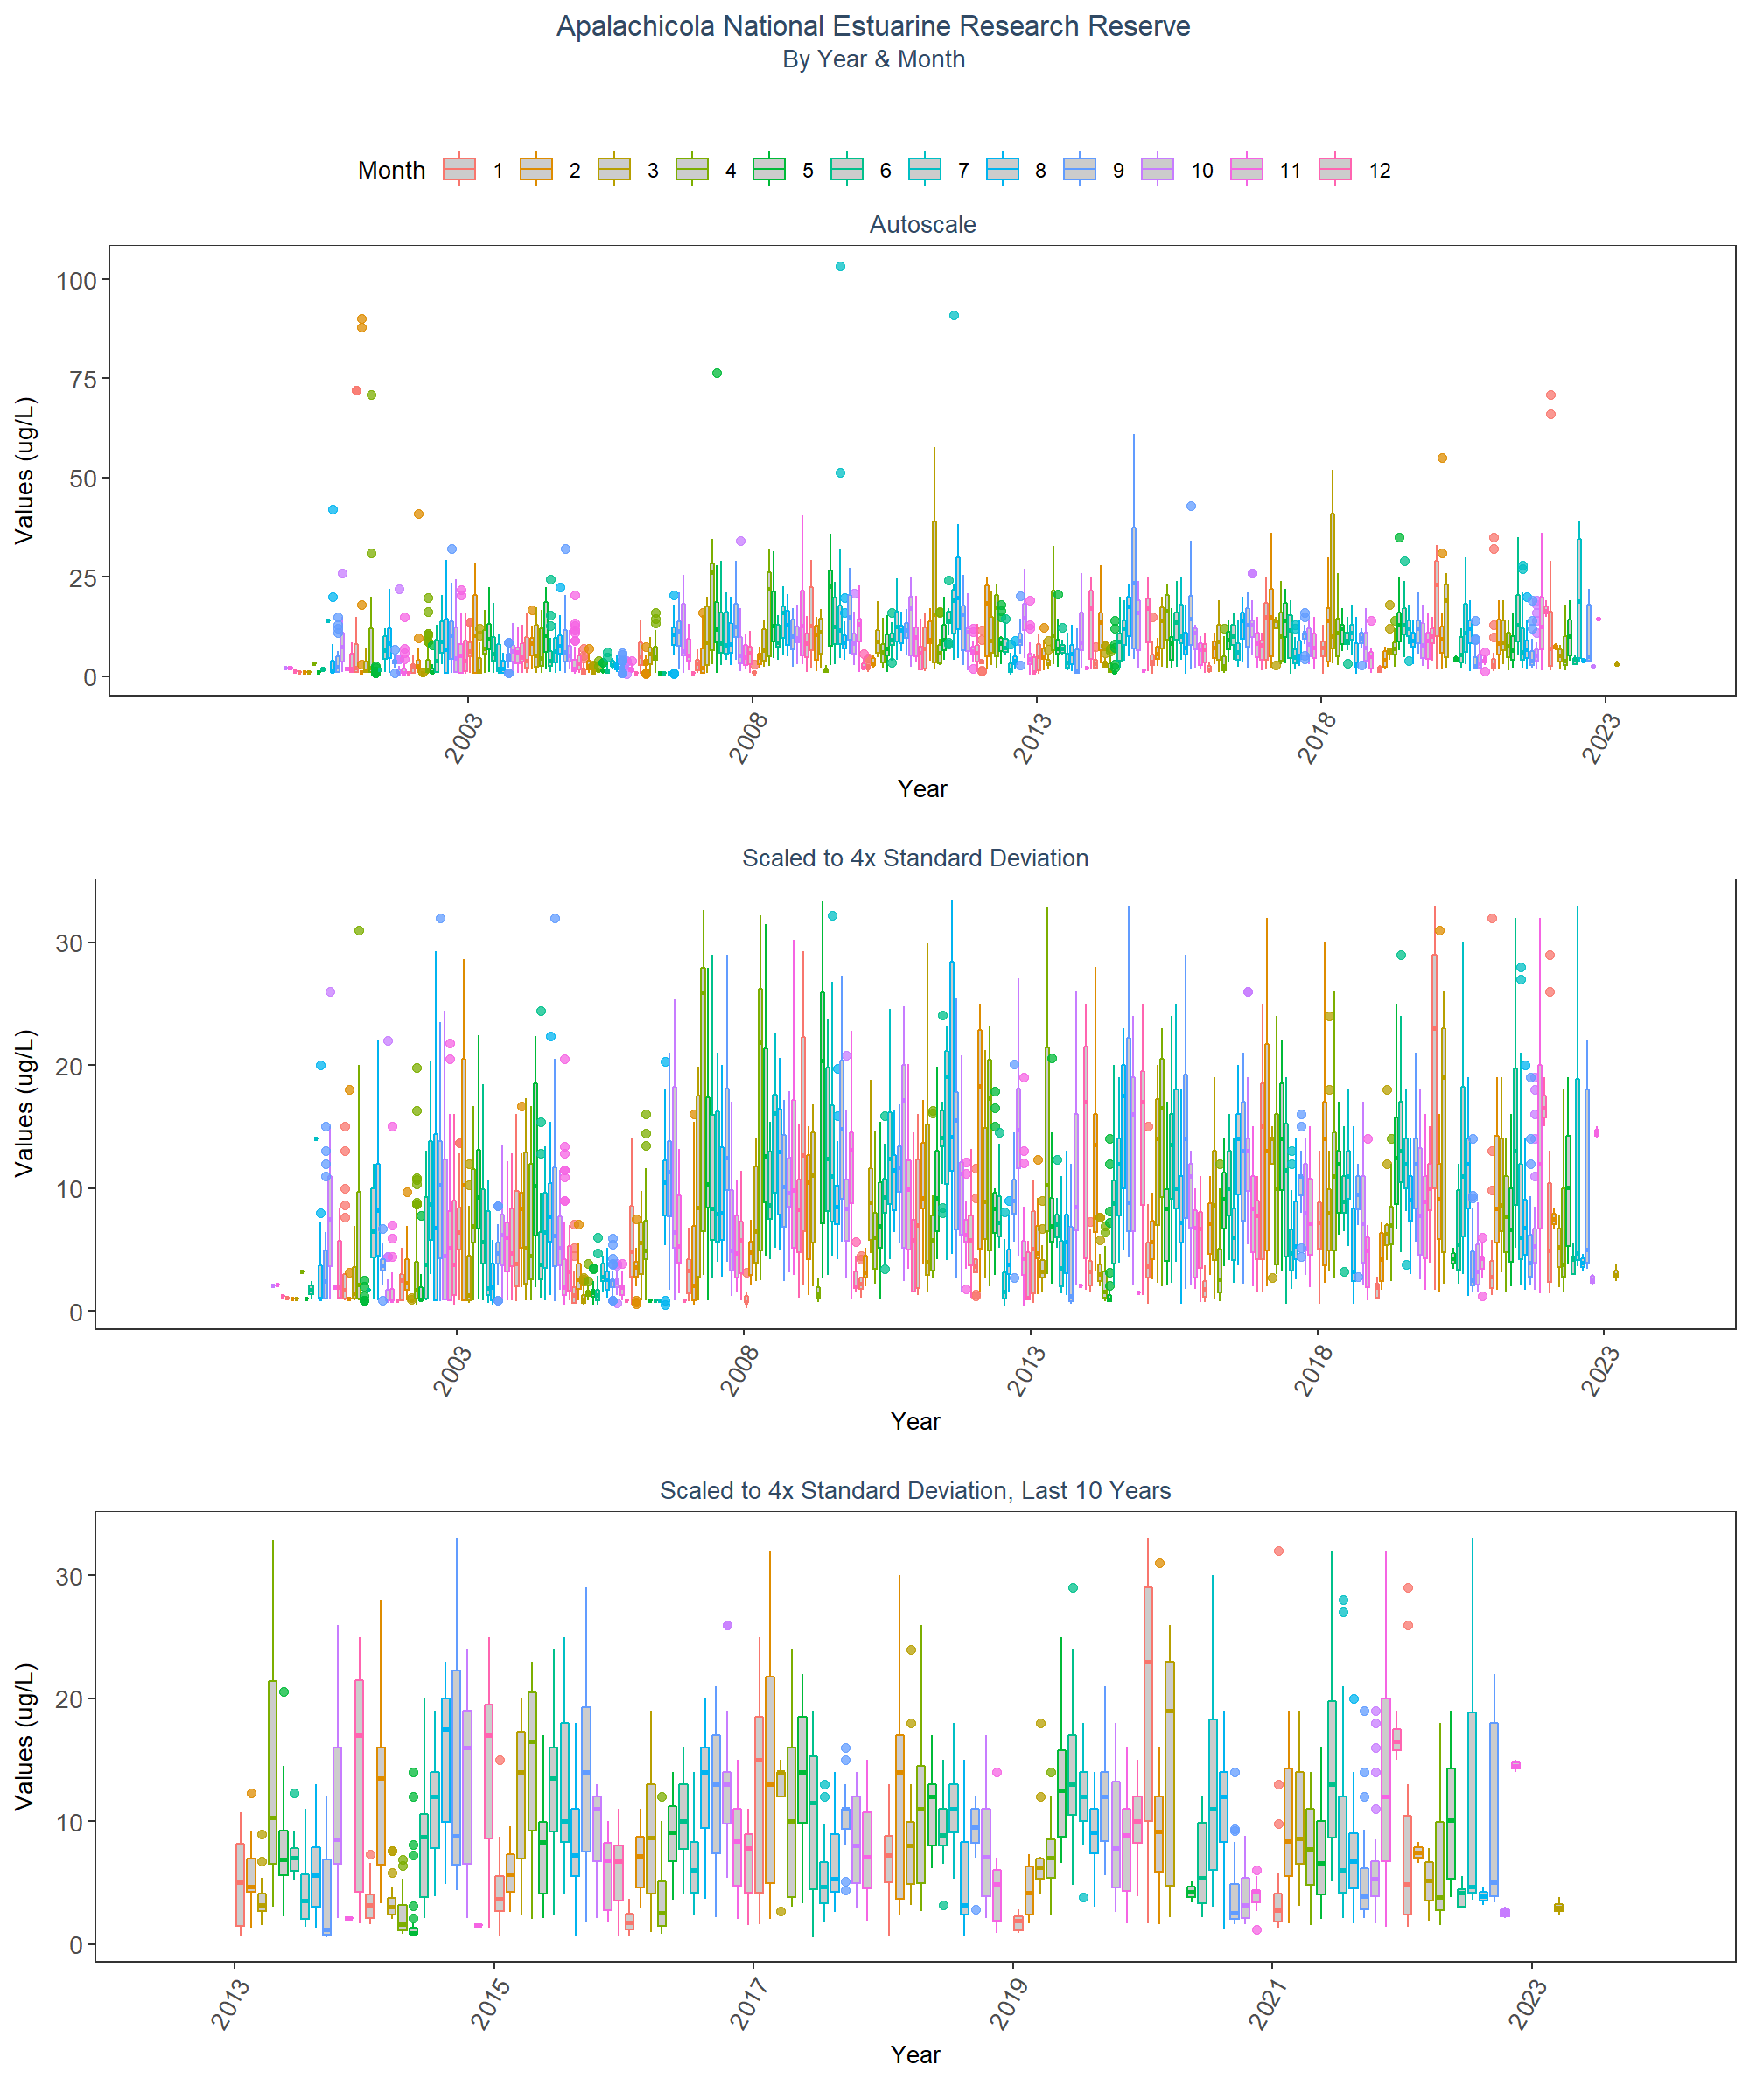 Apalachicola National Estuarine Research Reserve
By Year & Month
Month 1 2 3 4 5 6 7 8 9 10 11 12
Autoscale
Values (ug/L)
100
75
50
25
0
2003 2008 2013 2018 2023
Year
Scaled to 4x Standard Deviation
Values (ug/L)
30
20
10
0
2003 2008 2013 2018 2023
Year
Scaled to 4x Standard Deviation, Last 10 Years
Values (ug/L)
30
20
10
0
2013 2015 2017 2019 2021 2023
Year